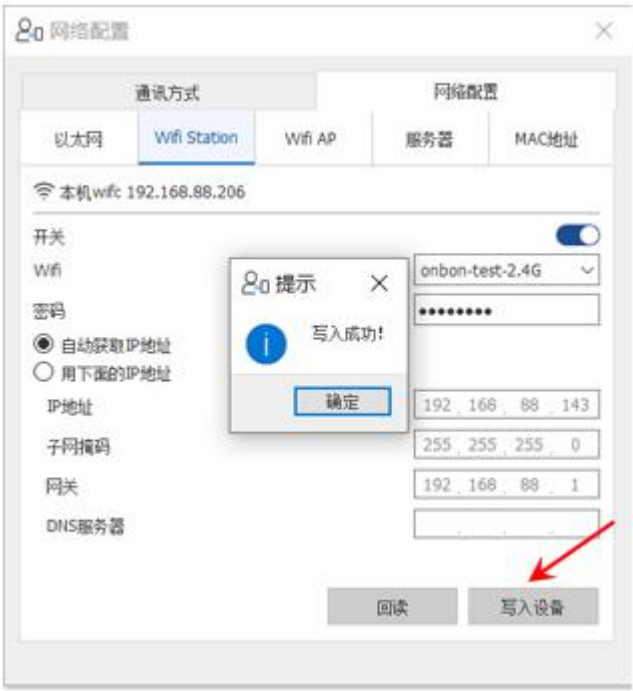 网络配置
通讯方式 网络配置
以太网 Wifi Station Wifi AP 服务器 MAC地址
本机wifi: 192.168.88.206
开关
Wifi onbon-test-2.4G
提示
密码 ••••••••
写入成功!
自动获取IP地址
用下面的IP地址
确定
IP地址 192 . 168 . 88 . 143
子网掩码 255 . 255 . 255 . 0
网关 192 . 168 . 88 . 1
DNS服务器 . . .
回读 写入设备